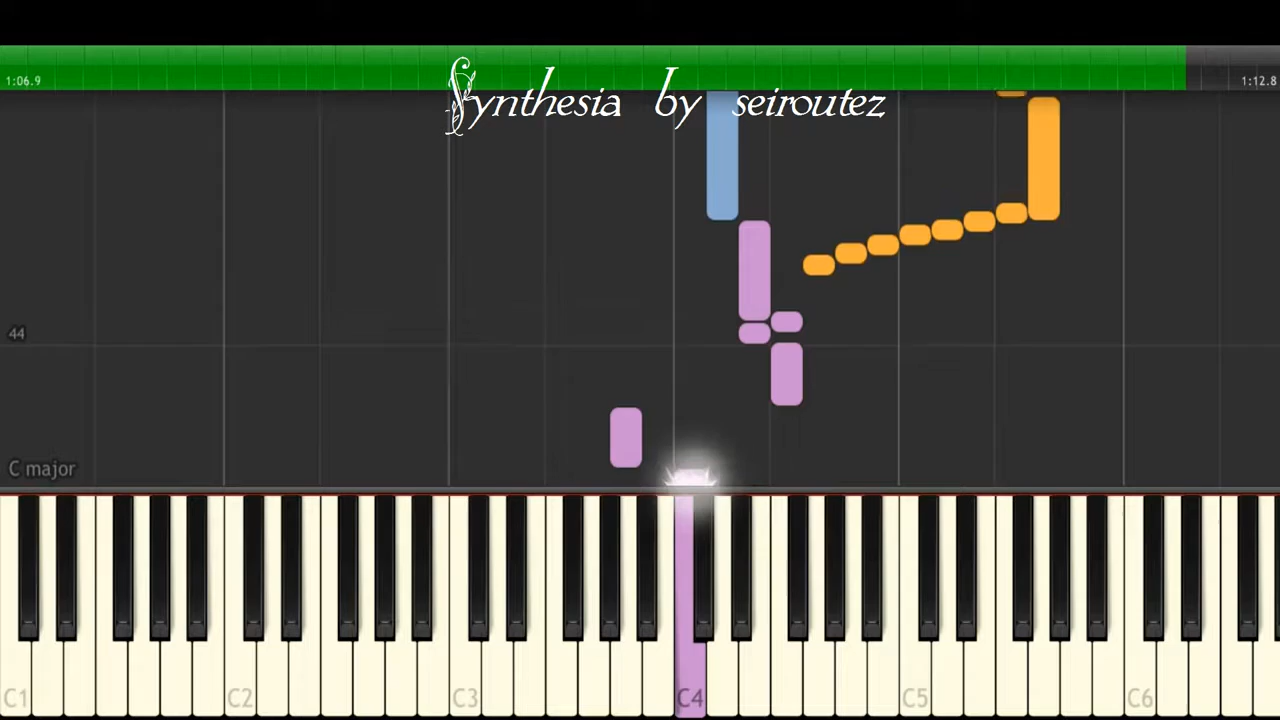 1:06.9
1:12.8
Synthesia by seiroutez
44
C major
C1 C2 C3 C4 C5 C6